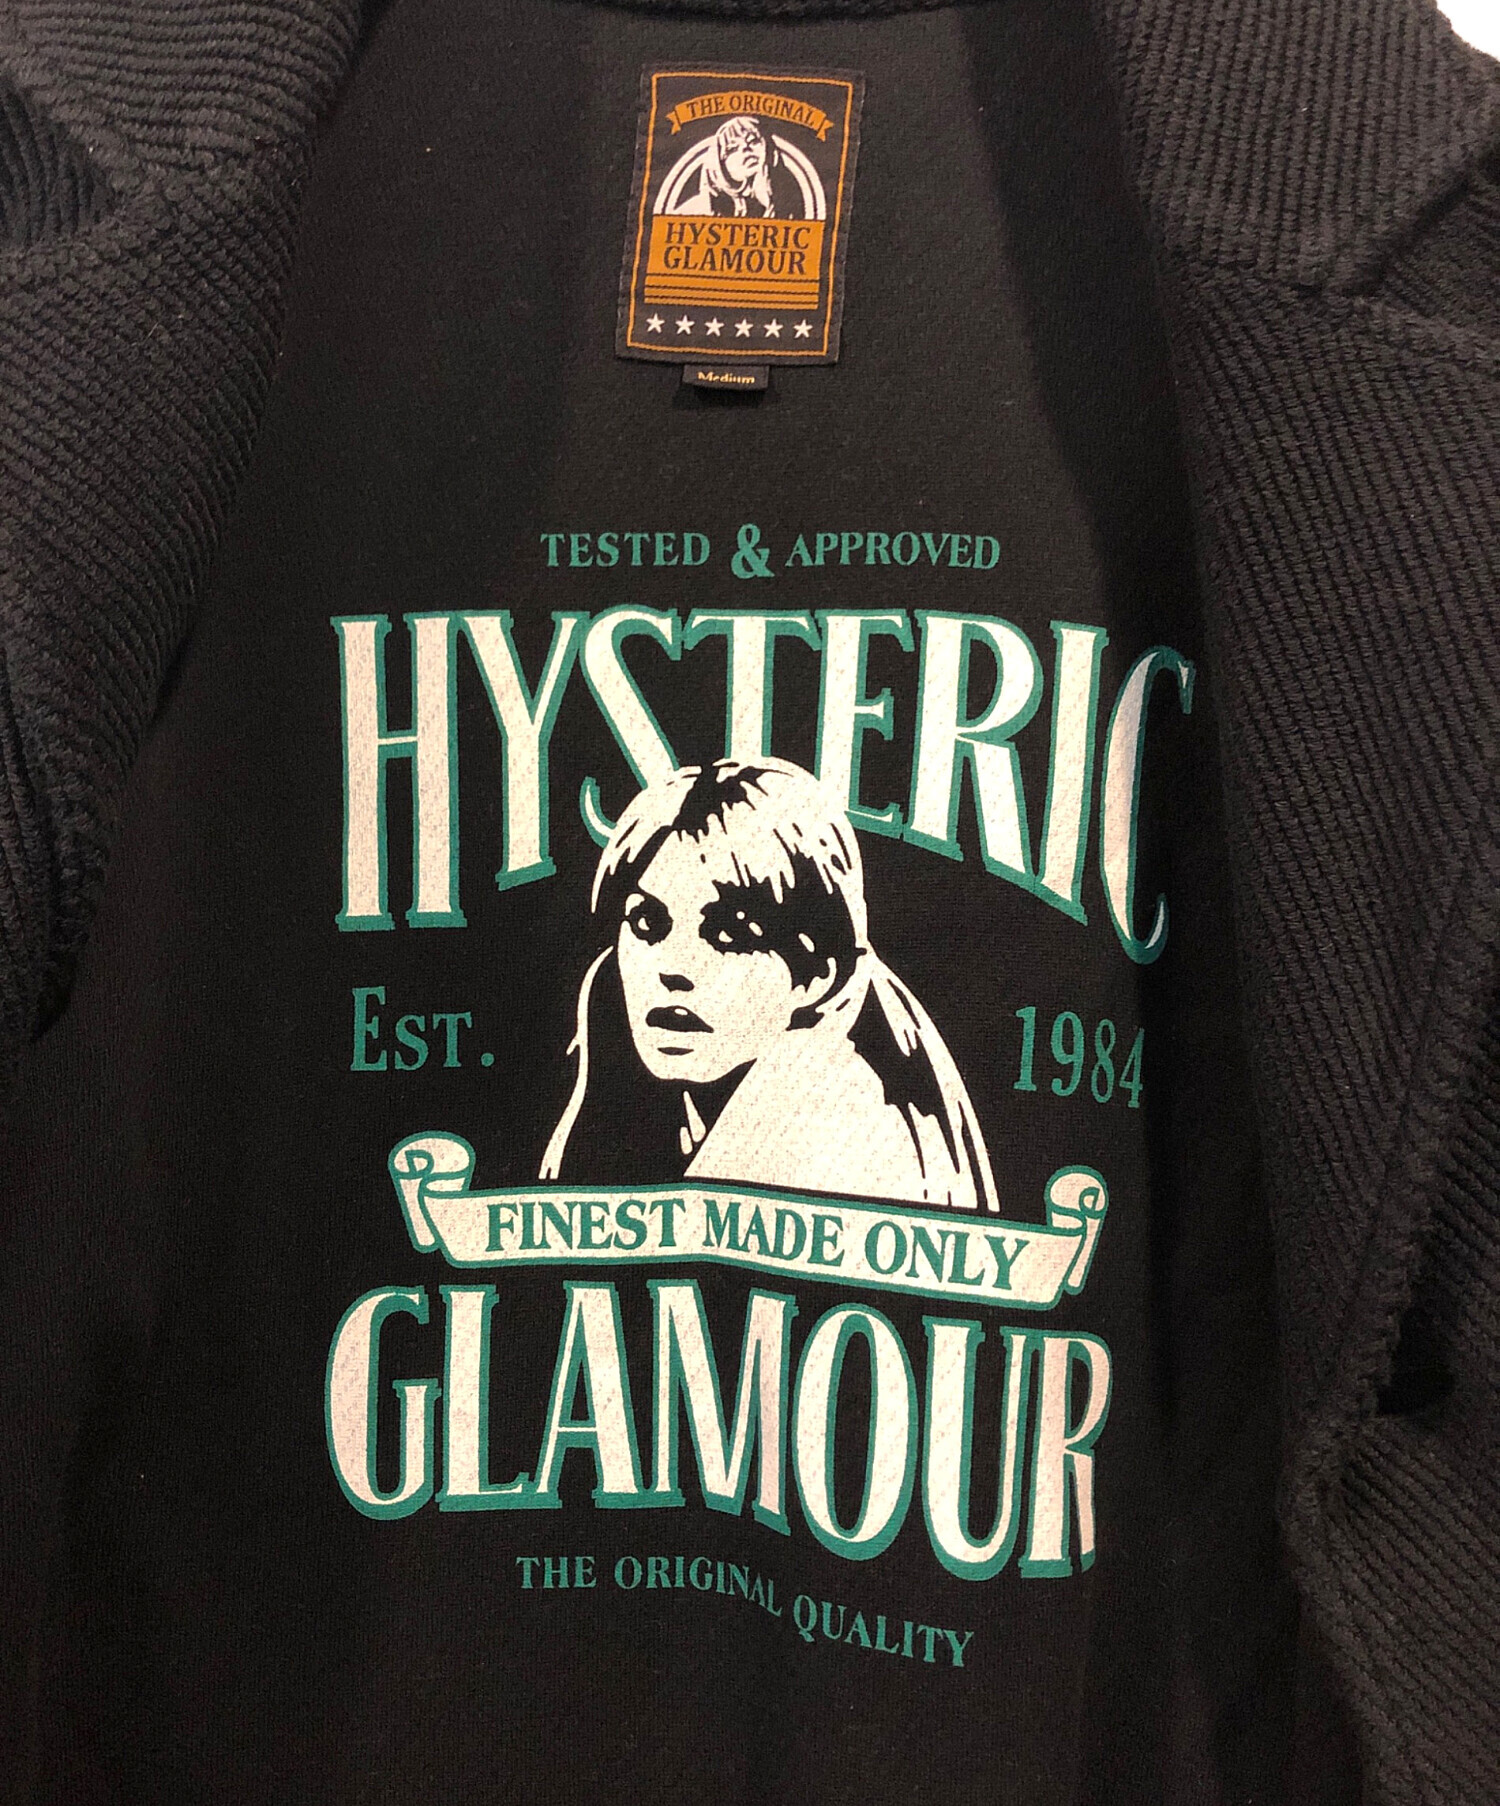 THE ORIGINAL
HYSTERIC
GLAMOUR
Medium
TESTED & APPROVED
HYSTERIC
EST. 1984
FINEST MADE ONLY
GLAMOUR
THE ORIGINAL QUALITY